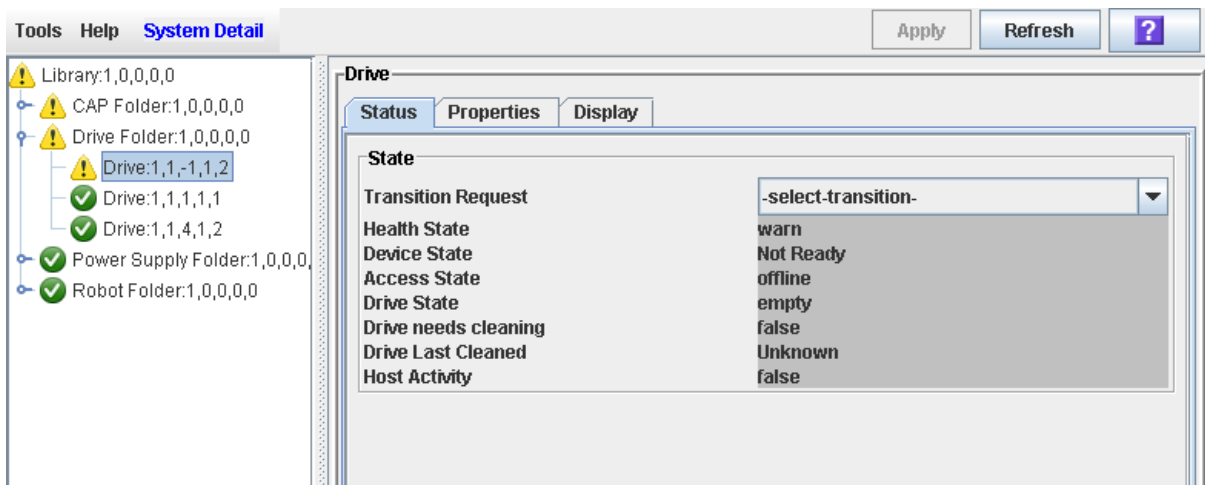 Tools Help System Detail Apply Refresh ?
Library:1,0,0,0,0
CAP Folder:1,0,0,0,0
Drive Folder:1,0,0,0,0
Drive:1,1,-1,1,2
Drive:1,1,1,1,1
Drive:1,1,4,1,2
Power Supply Folder:1,0,0,0,
Robot Folder:1,0,0,0,0
Drive
Status Properties Display
State
Transition Request -select-transition-
Health State warn
Device State Not Ready
Access State offline
Drive State empty
Drive needs cleaning false
Drive Last Cleaned Unknown
Host Activity false